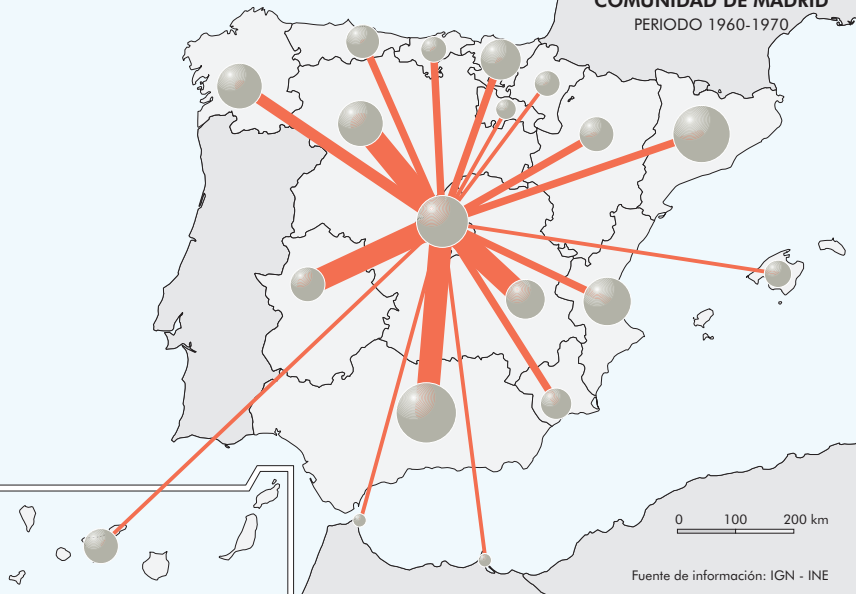 COMUNIDAD DE MADRID
PERIODO 1960-1970
0 100 200 km
Fuente de información: IGN - INE